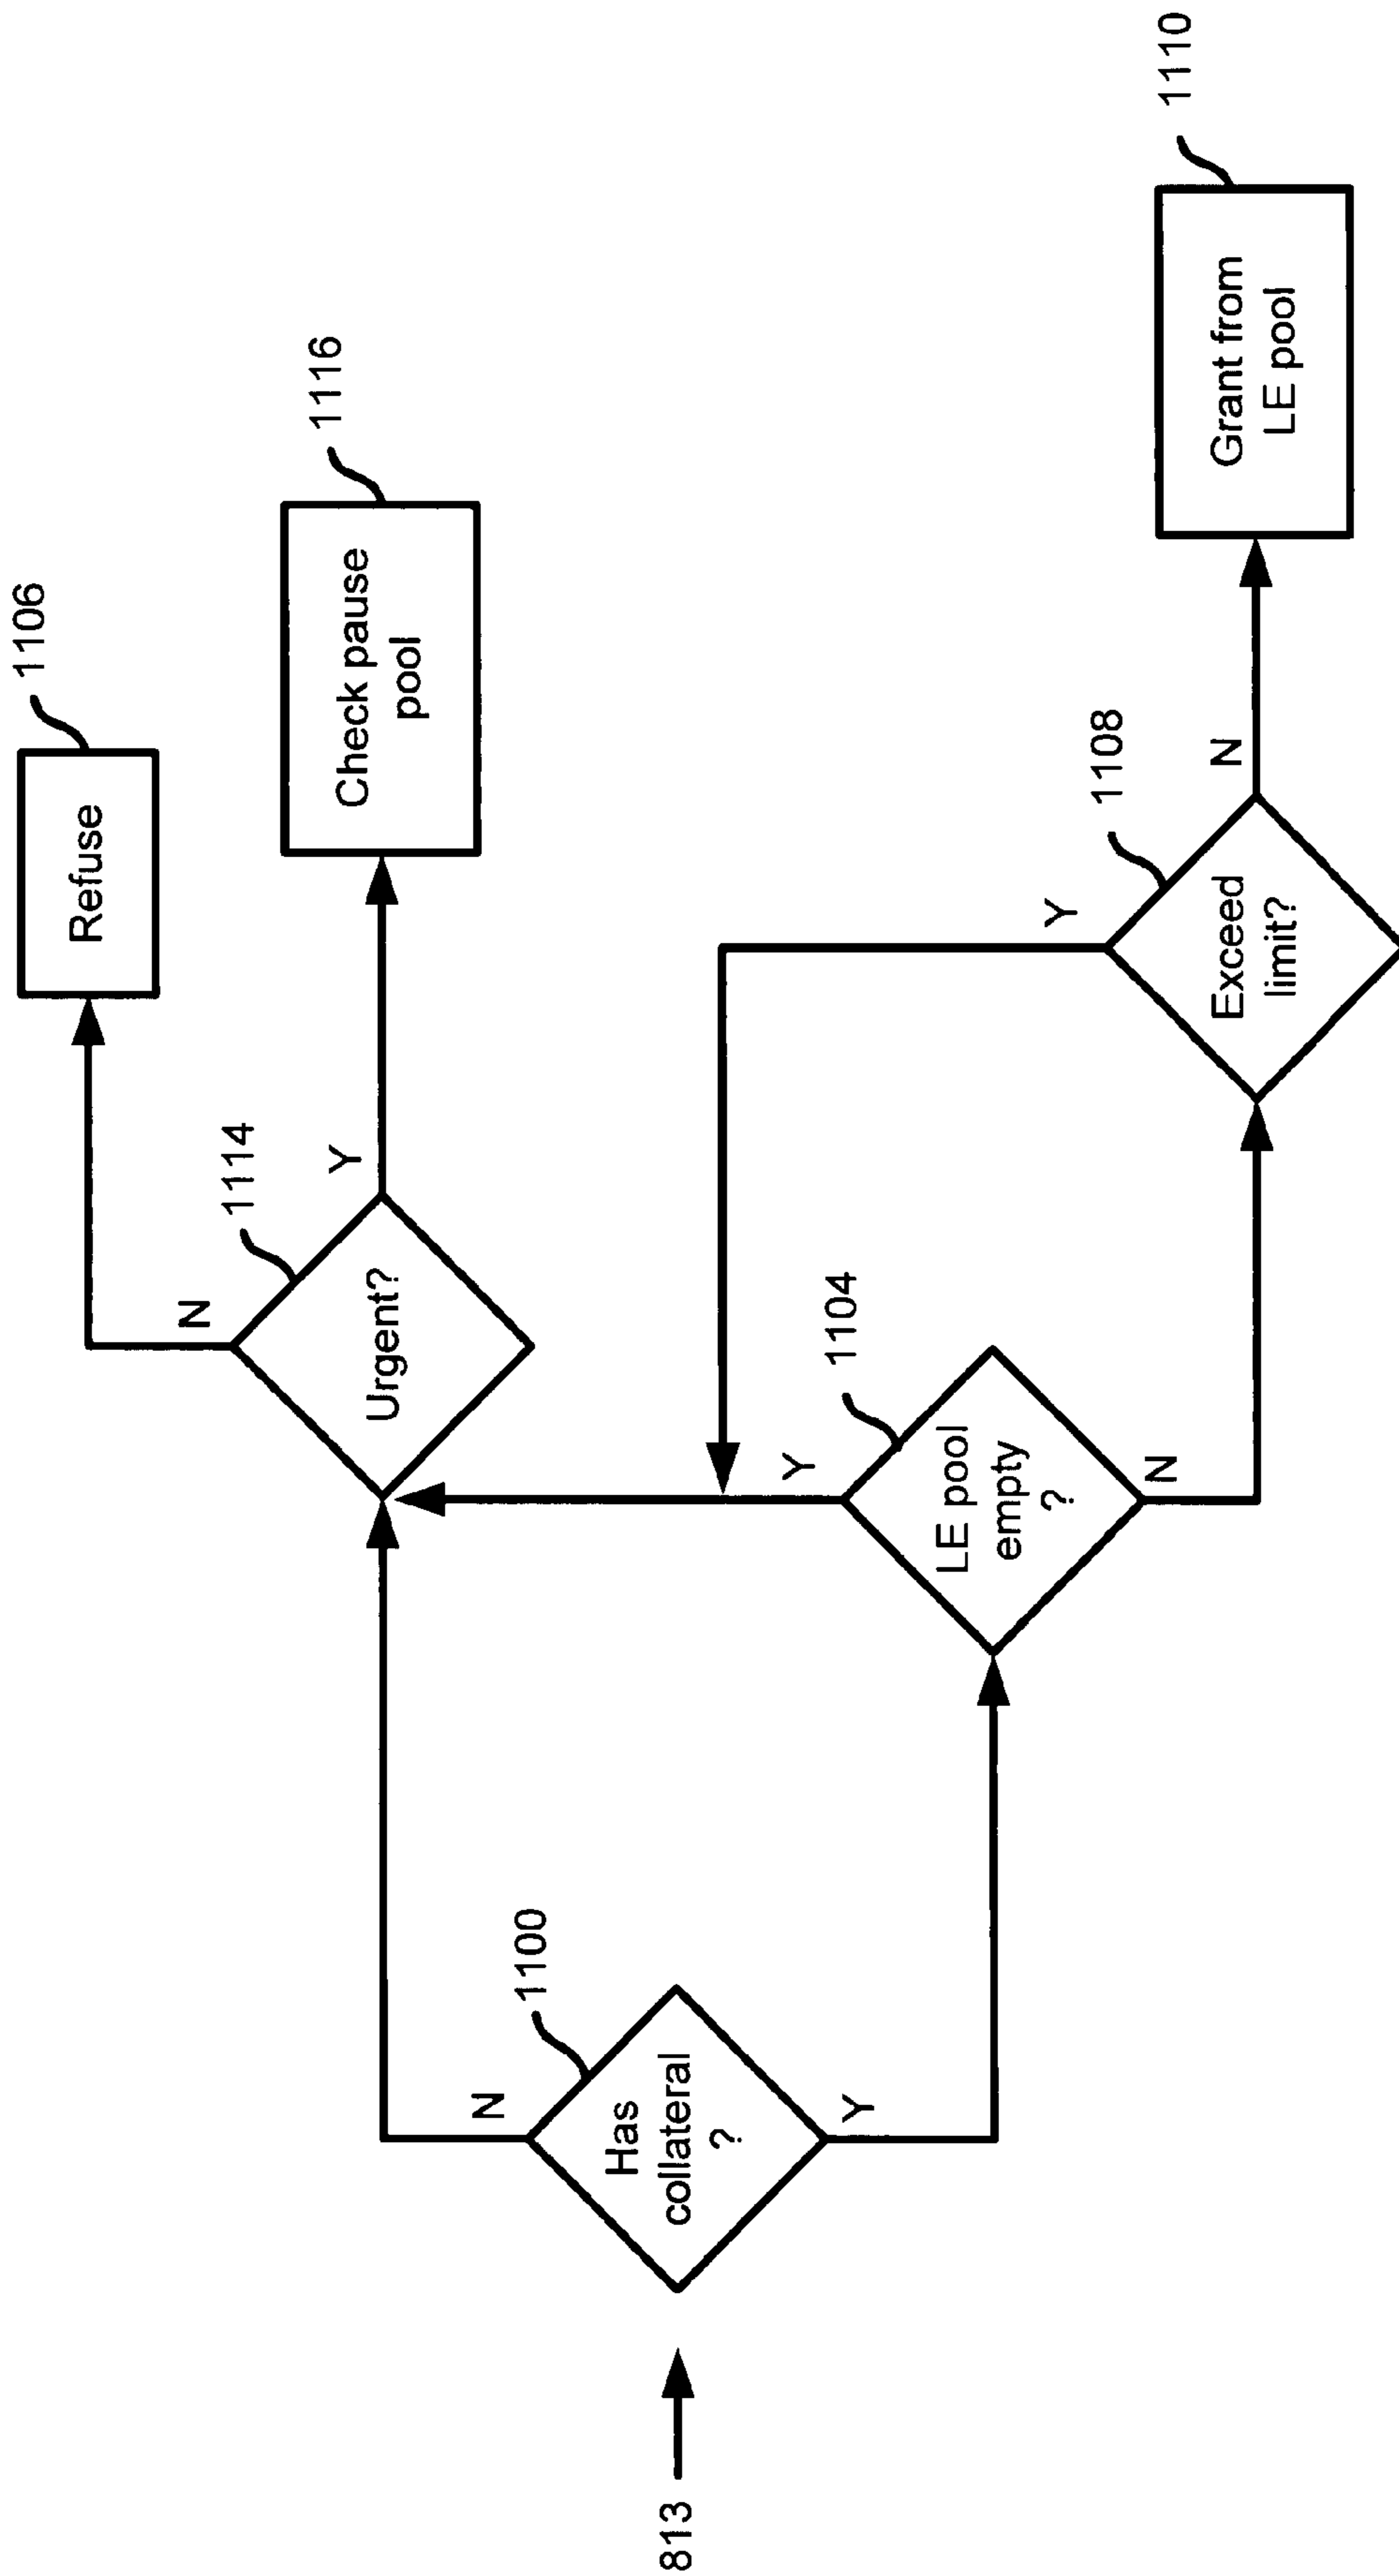 813
1100
Has
collateral
?
N
Y
1104
LE pool
empty
?
Y
N
1114
Urgent?
N
Y
1106
Refuse
1116
Check pause
pool
1108
Exceed
limit?
Y
N
1110
Grant from
LE pool